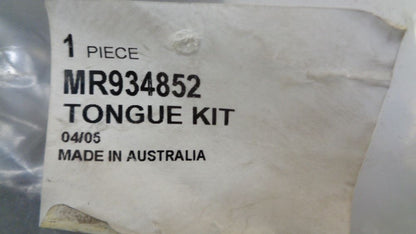 1 PIECE
MR934852
TONGUE KIT
04/05
MADE IN AUSTRALIA